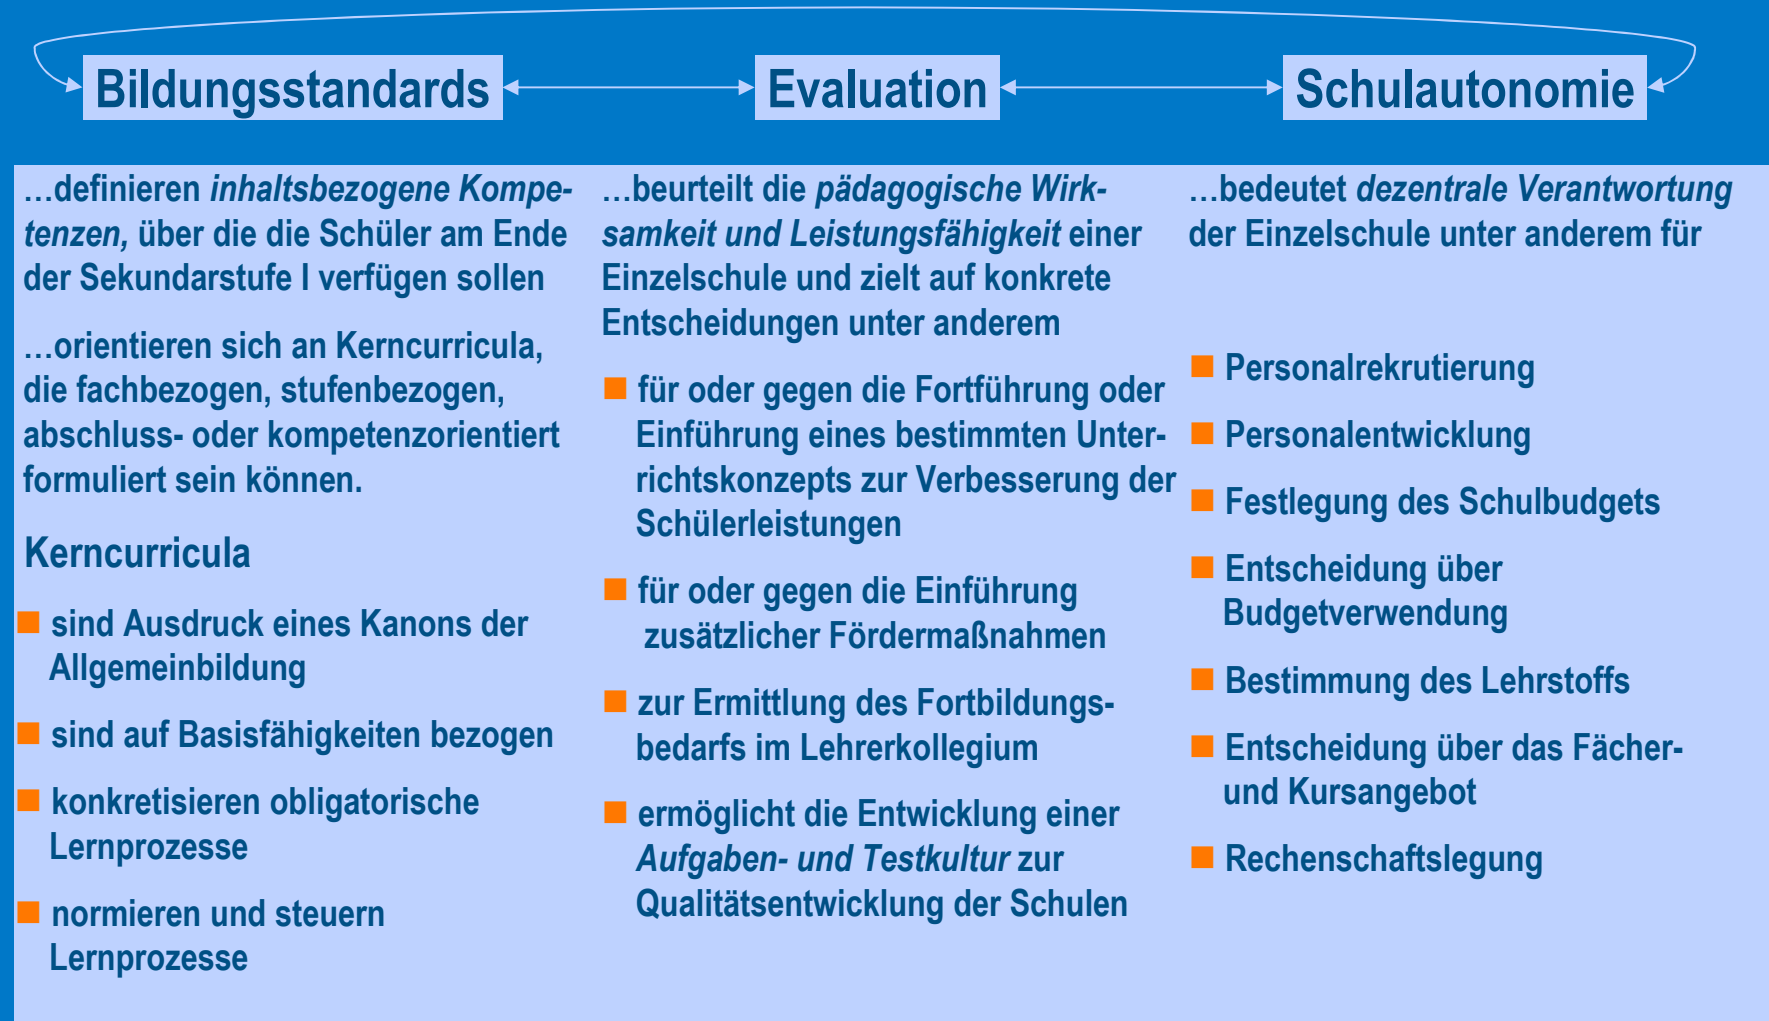 Bildungsstandards
Evaluation
Schulautonomie
…definieren inhaltsbezogene Kompe-
tenzen, über die die Schüler am Ende
der Sekundarstufe I verfügen sollen
…orientieren sich an Kerncurricula,
die fachbezogen, stufenbezogen,
abschluss- oder kompetenzorientiert
formuliert sein können.
Kerncurricula
sind Ausdruck eines Kanons der
Allgemeinbildung
sind auf Basisfähigkeiten bezogen
konkretisieren obligatorische
Lernprozesse
normieren und steuern
Lernprozesse
…beurteilt die pädagogische Wirk-
samkeit und Leistungsfähigkeit einer
Einzelschule und zielt auf konkrete
Entscheidungen unter anderem
für oder gegen die Fortführung oder
Einführung eines bestimmten Unter-
richtskonzepts zur Verbesserung der
Schülerleistungen
für oder gegen die Einführung
zusätzlicher Fördermaßnahmen
zur Ermittlung des Fortbildungs-
bedarfs im Lehrerkollegium
ermöglicht die Entwicklung einer
Aufgaben- und Testkultur zur
Qualitätsentwicklung der Schulen
…bedeutet dezentrale Verantwortung
der Einzelschule unter anderem für
Personalrekrutierung
Personalentwicklung
Festlegung des Schulbudgets
Entscheidung über
Budgetverwendung
Bestimmung des Lehrstoffs
Entscheidung über das Fächer-
und Kursangebot
Rechenschaftslegung